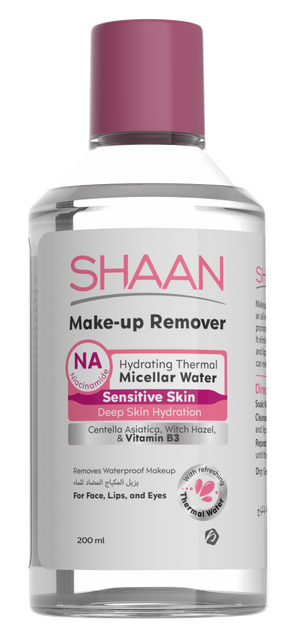 SHAAN
Make-up Remover
NA
Niacinamide
Hydrating Thermal
Micellar Water
Sensitive Skin
Deep Skin Hydration
Centella Asiatica, Witch Hazel,
& Vitamin B3
Removes Waterproof Makeup
يزيل المكياج المضاد للماء
For Face, Lips, and Eyes
With refreshing
Thermal Water
200 ml